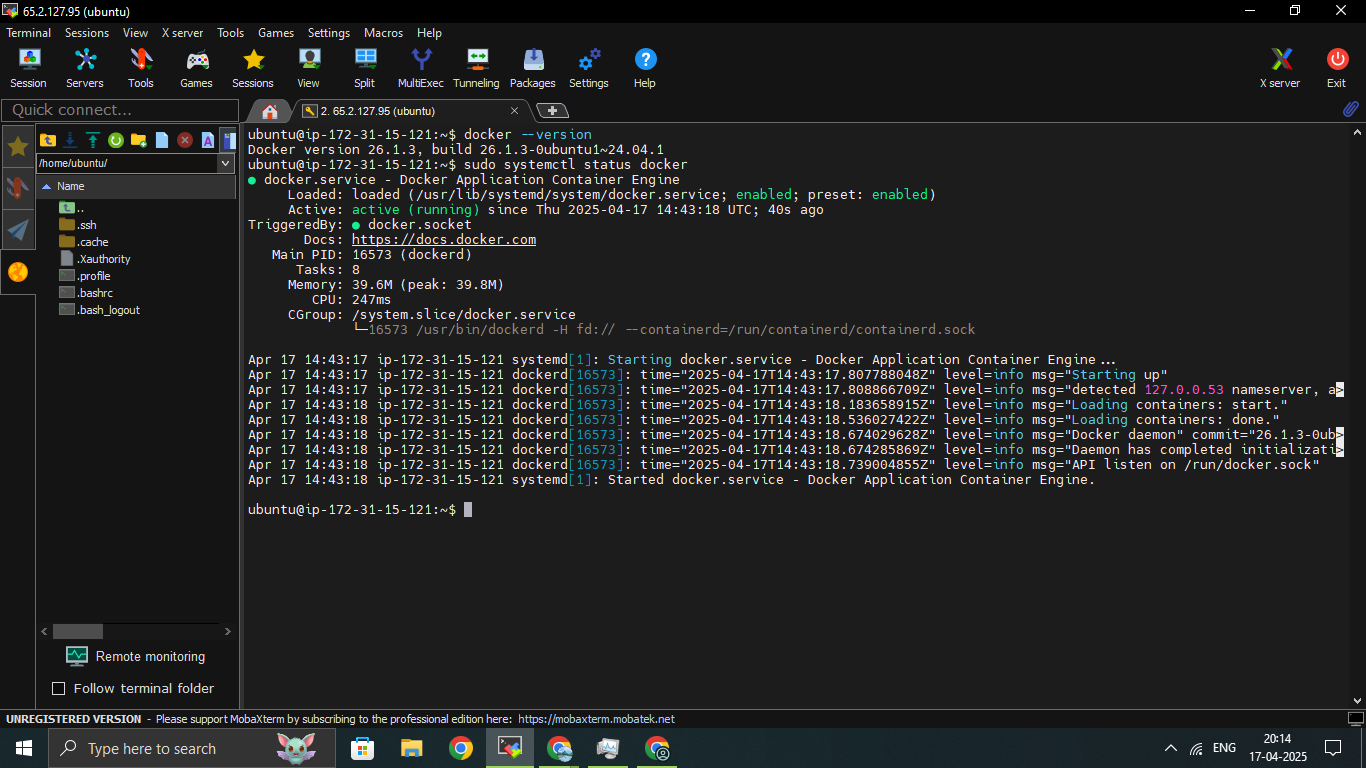 65.2.127.95 (ubuntu)
Terminal Sessions View X server Tools Games Settings Macros Help
Session Servers Tools Games Sessions View Split MultiExec Tunneling Packages Settings Help X server Exit
Quick connect...
2. 65.2.127.95 (ubuntu)
/home/ubuntu/
Name
..
.ssh
.cache
.Xauthority
.profile
.bashrc
.bash_logout
Remote monitoring
Follow terminal folder
ubuntu@ip-172-31-15-121:~$ docker --version
Docker version 26.1.3, build 26.1.3-0ubuntu1~24.04.1
ubuntu@ip-172-31-15-121:~$ sudo systemctl status docker
● docker.service - Docker Application Container Engine
Loaded: loaded (/usr/lib/systemd/system/docker.service; enabled; preset: enabled)
Active: active (running) since Thu 2025-04-17 14:43:18 UTC; 40s ago
TriggeredBy: ● docker.socket
Docs: https://docs.docker.com
Main PID: 16573 (dockerd)
Tasks: 8
Memory: 39.6M (peak: 39.8M)
CPU: 247ms
CGroup: /system.slice/docker.service
└─16573 /usr/bin/dockerd -H fd:// --containerd=/run/containerd/containerd.sock
Apr 17 14:43:17 ip-172-31-15-121 systemd[1]: Starting docker.service - Docker Application Container Engine...
Apr 17 14:43:17 ip-172-31-15-121 dockerd[16573]: time="2025-04-17T14:43:17.807788048Z" level=info msg="Starting up"
Apr 17 14:43:17 ip-172-31-15-121 dockerd[16573]: time="2025-04-17T14:43:17.808866709Z" level=info msg="detected 127.0.0.53 nameserver, a>
Apr 17 14:43:18 ip-172-31-15-121 dockerd[16573]: time="2025-04-17T14:43:18.183658915Z" level=info msg="Loading containers: start."
Apr 17 14:43:18 ip-172-31-15-121 dockerd[16573]: time="2025-04-17T14:43:18.536027422Z" level=info msg="Loading containers: done."
Apr 17 14:43:18 ip-172-31-15-121 dockerd[16573]: time="2025-04-17T14:43:18.674029628Z" level=info msg="Docker daemon" commit="26.1.3-0ub>
Apr 17 14:43:18 ip-172-31-15-121 dockerd[16573]: time="2025-04-17T14:43:18.674285869Z" level=info msg="Daemon has completed initializati>
Apr 17 14:43:18 ip-172-31-15-121 dockerd[16573]: time="2025-04-17T14:43:18.739004855Z" level=info msg="API listen on /run/docker.sock"
Apr 17 14:43:18 ip-172-31-15-121 systemd[1]: Started docker.service - Docker Application Container Engine.
ubuntu@ip-172-31-15-121:~$
UNREGISTERED VERSION - Please support MobaXterm by subscribing to the professional edition here: https://mobaxterm.mobatek.net
Type here to search
ENG
20:14
17-04-2025